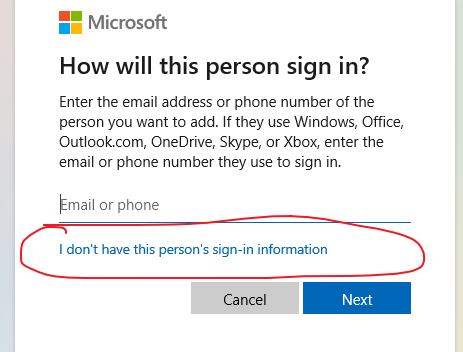 Microsoft
How will this person sign in?
Enter the email address or phone number of the
person you want to add. If they use Windows, Office,
Outlook.com, OneDrive, Skype, or Xbox, enter the
email or phone number they use to sign in.
Email or phone
I don't have this person's sign-in information
Cancel Next